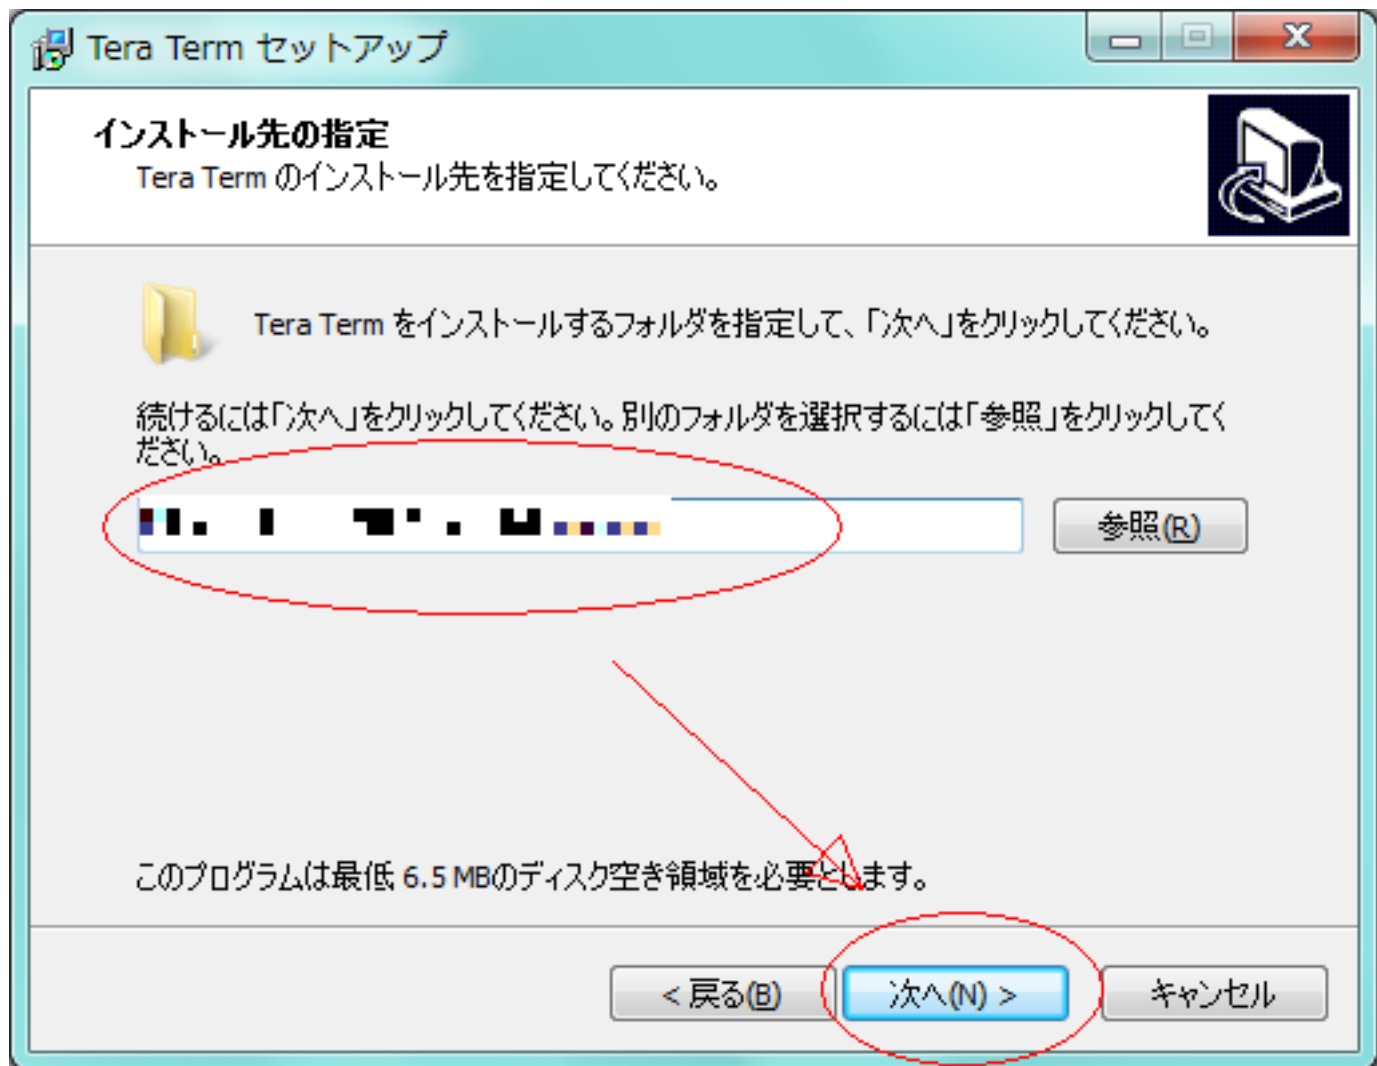 Tera Term セットアップ
インストール先の指定
Tera Term のインストール先を指定してください。
Tera Term をインストールするフォルダを指定して、「次へ」をクリックしてください。
続けるには「次へ」をクリックしてください。別のフォルダを選択するには「参照」をクリックしてく
ださい。
参照(R)
このプログラムは最低 6.5 MBのディスク空き領域を必要とします。
< 戻る(B)
次へ(N) >
キャンセル